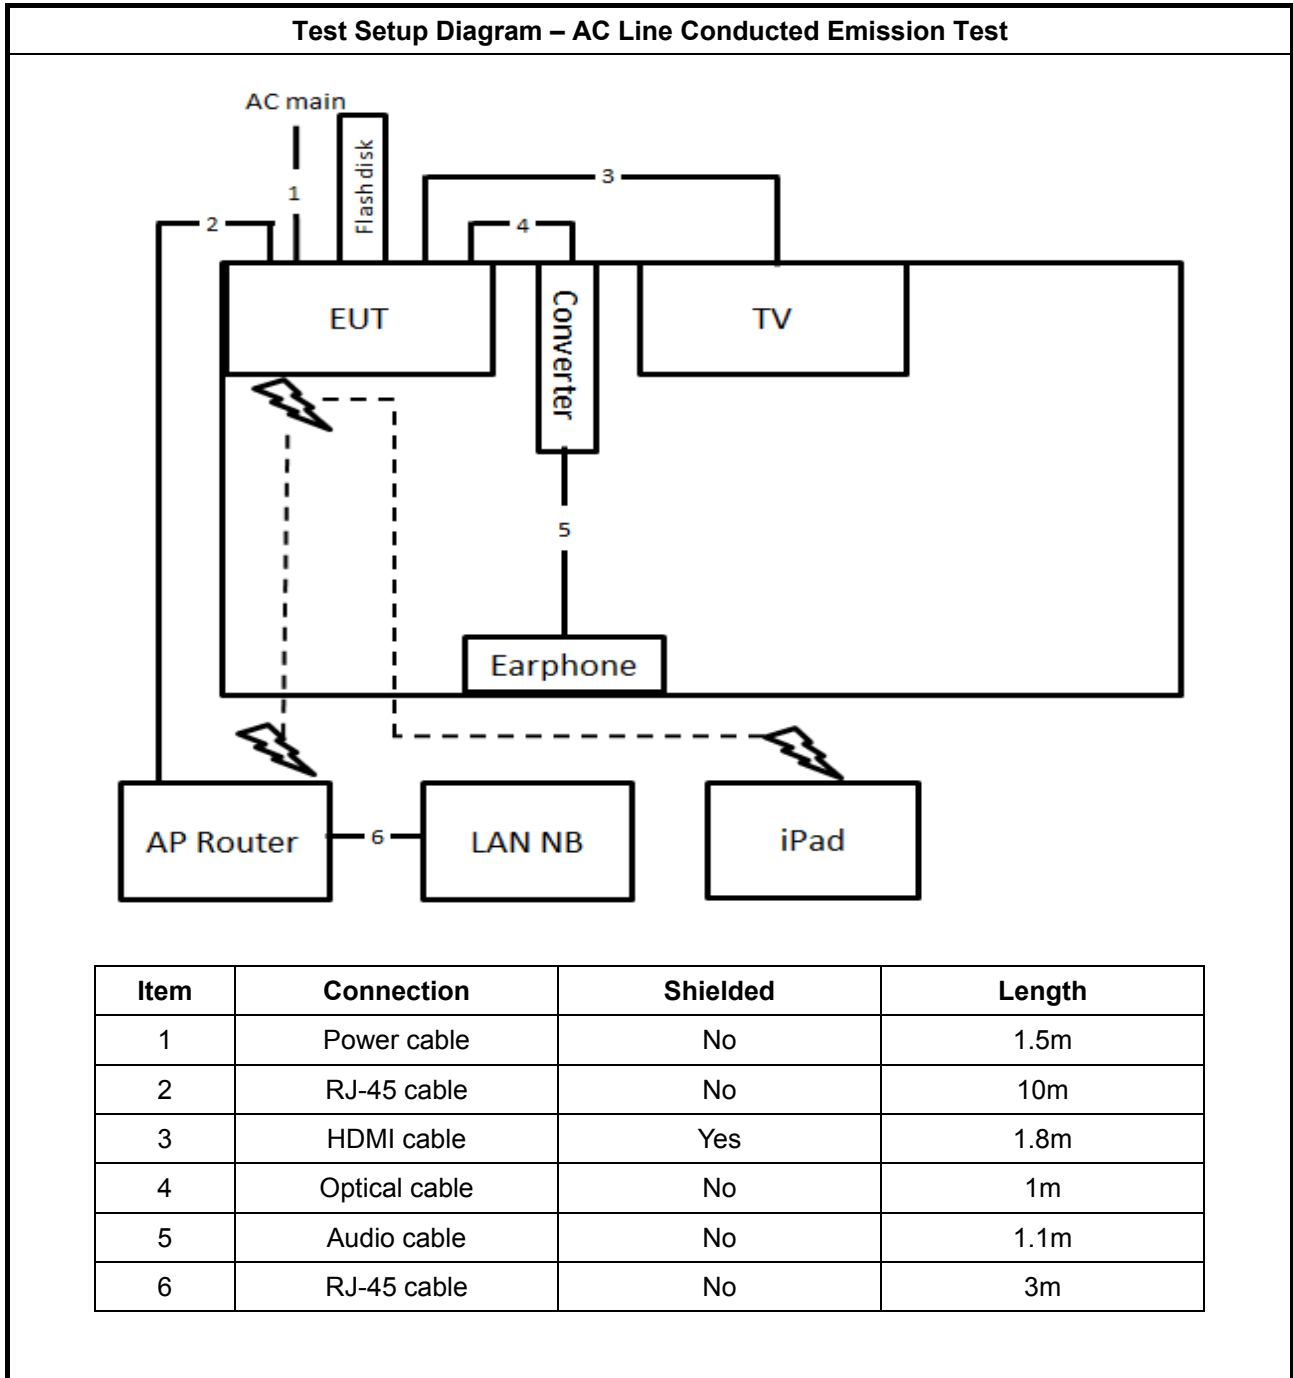 Test Setup Diagram – AC Line Conducted Emission Test
AC main
Flash disk
1
2
3
4
EUT
Converter
TV
5
Earphone
AP Router
6
LAN NB
iPad
Item Connection Shielded Length
1 Power cable No 1.5m
2 RJ-45 cable No 10m
3 HDMI cable Yes 1.8m
4 Optical cable No 1m
5 Audio cable No 1.1m
6 RJ-45 cable No 3m